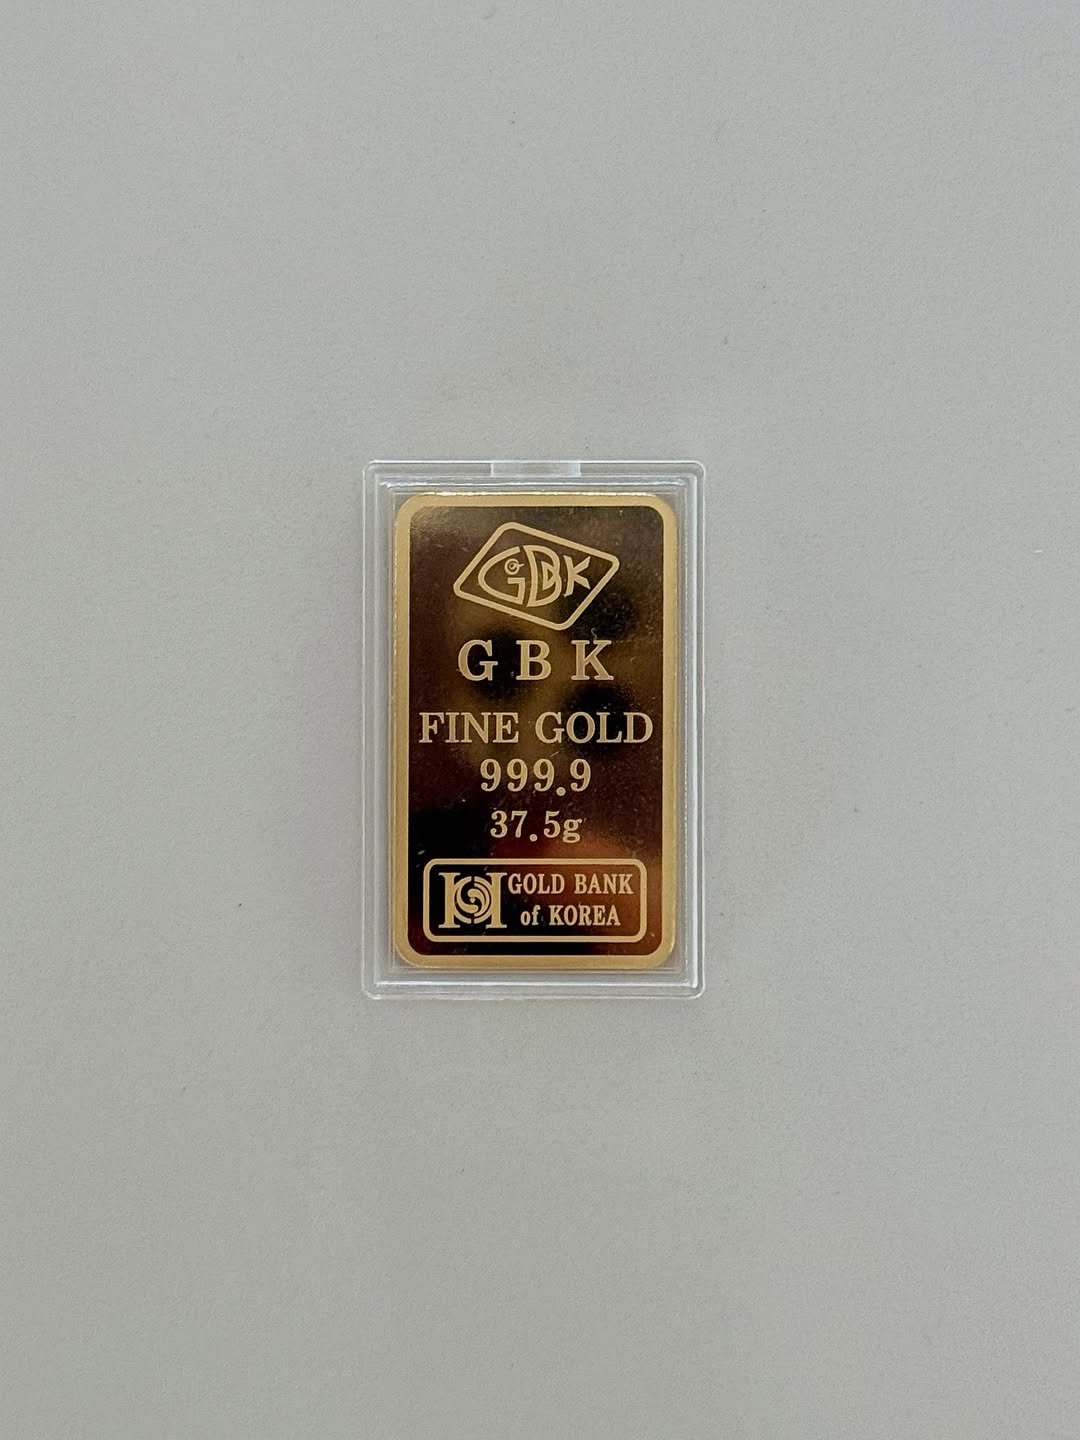 GBK
GBK
FINE GOLD
999.9
37.5g
GOLD BANK
of KOREA